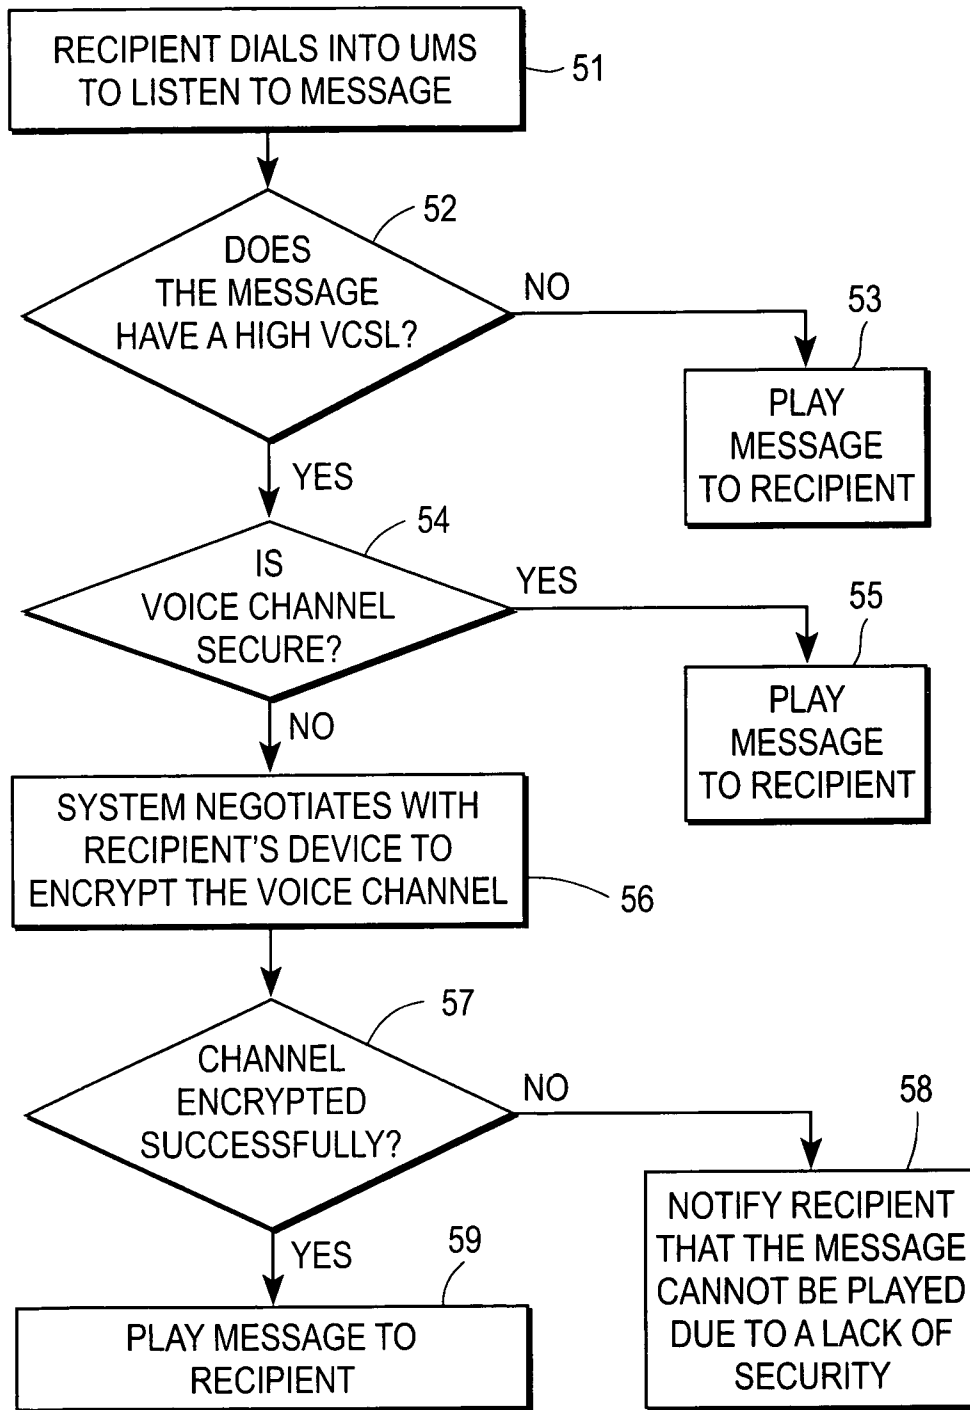 RECIPIENT DIALS INTO UMS
TO LISTEN TO MESSAGE
51
52
DOES
THE MESSAGE
HAVE A HIGH VCSL?
NO
53
PLAY
MESSAGE
TO RECIPIENT
YES
54
IS
VOICE CHANNEL
SECURE?
YES
55
PLAY
MESSAGE
TO RECIPIENT
NO
SYSTEM NEGOTIATES WITH
RECIPIENT'S DEVICE TO
ENCRYPT THE VOICE CHANNEL
56
57
CHANNEL
ENCRYPTED
SUCCESSFULLY?
NO
58
NOTIFY RECIPIENT
THAT THE MESSAGE
CANNOT BE PLAYED
DUE TO A LACK OF
SECURITY
YES
59
PLAY MESSAGE TO
RECIPIENT